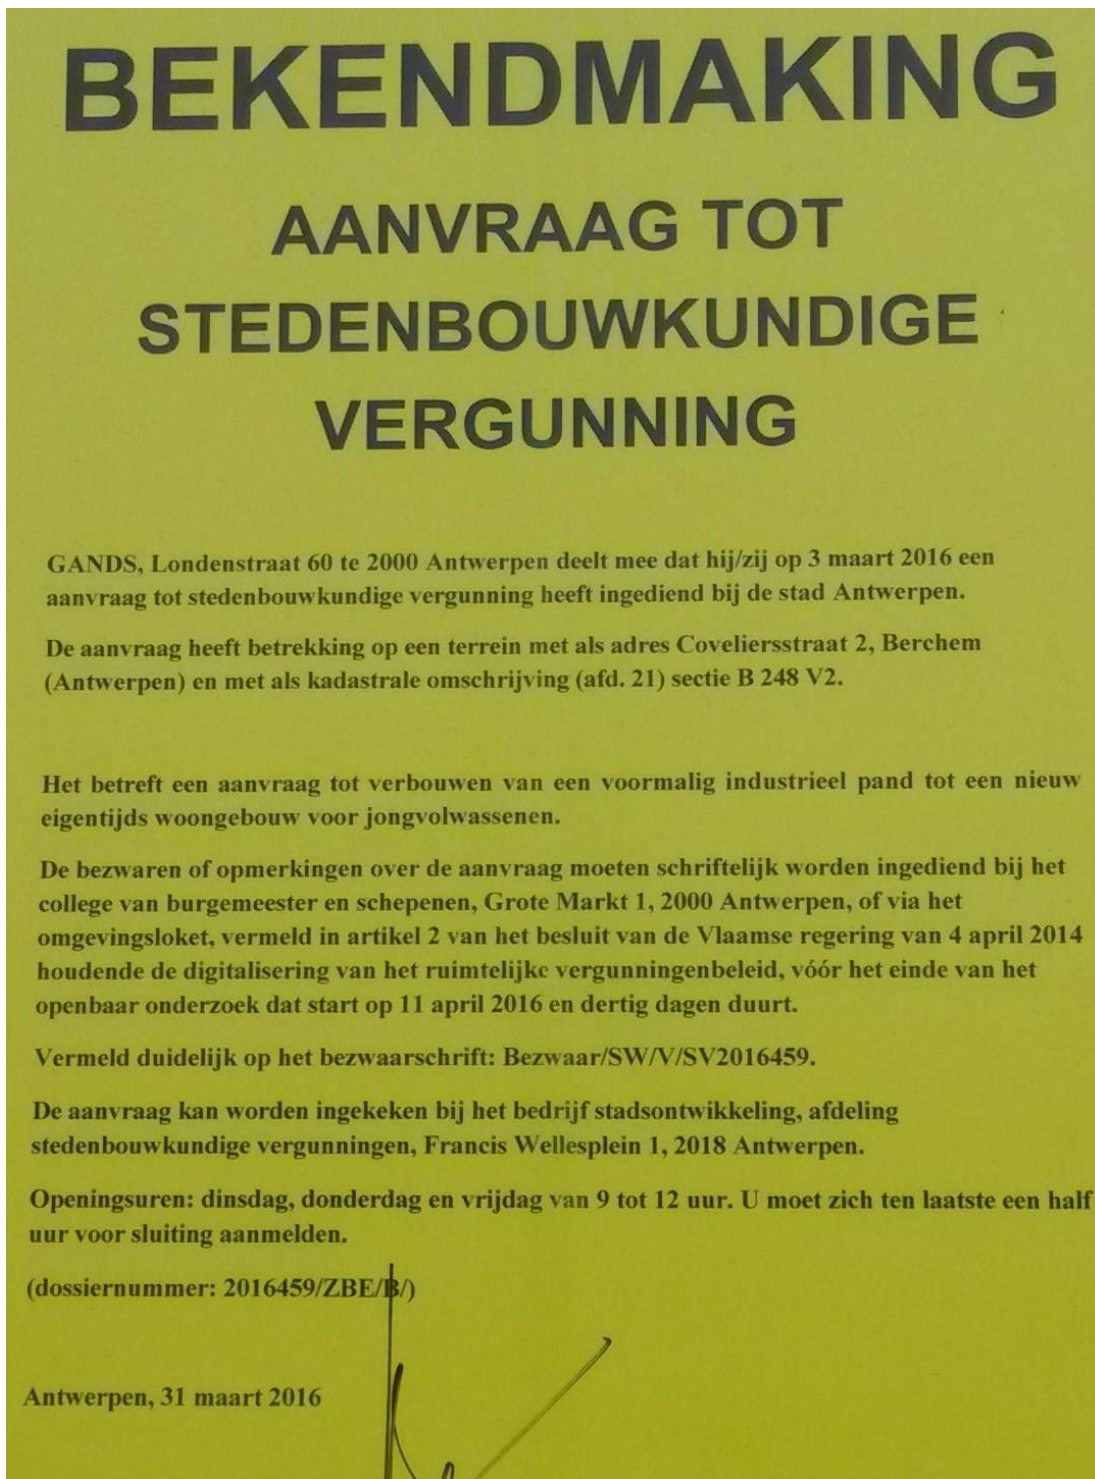 BEKENDMAKING
AANVRAAG TOT
STEDENBOUWKUNDIGE
VERGUNNING
GANDS, Londenstraat 60 te 2000 Antwerpen deelt mee dat hij/zij op 3 maart 2016 een
aanvraag tot stedenbouwkundige vergunning heeft ingediend bij de stad Antwerpen.
De aanvraag heeft betrekking op een terrein met als adres Coveliersstraat 2, Berchem
(Antwerpen) en met als kadastrale omschrijving (afd. 21) sectie B 248 V2.
Het betreft een aanvraag tot verbouwen van een voormalig industrieel pand tot een nieuw
eigentijds woongebouw voor jongvolwassenen.
De bezwaren of opmerkingen over de aanvraag moeten schriftelijk worden ingediend bij het
college van burgemeester en schepenen, Grote Markt 1, 2000 Antwerpen, of via het
omgevingsloket, vermeld in artikel 2 van het besluit van de Vlaamse regering van 4 april 2014
houdende de digitalisering van het ruimtelijke vergunningenbeleid, vóór het einde van het
openbaar onderzoek dat start op 11 april 2016 en dertig dagen duurt.
Vermeld duidelijk op het bezwaarschrift: Bezwaar/SW/V/SV2016459.
De aanvraag kan worden ingekeken bij het bedrijf stadsontwikkeling, afdeling
stedenbouwkundige vergunningen, Francis Wellesplein 1, 2018 Antwerpen.
Openingsuren: dinsdag, donderdag en vrijdag van 9 tot 12 uur. U moet zich ten laatste een half
uur voor sluiting aanmelden.
(dossiernummer: 2016459/ZBE/B/)
Antwerpen, 31 maart 2016